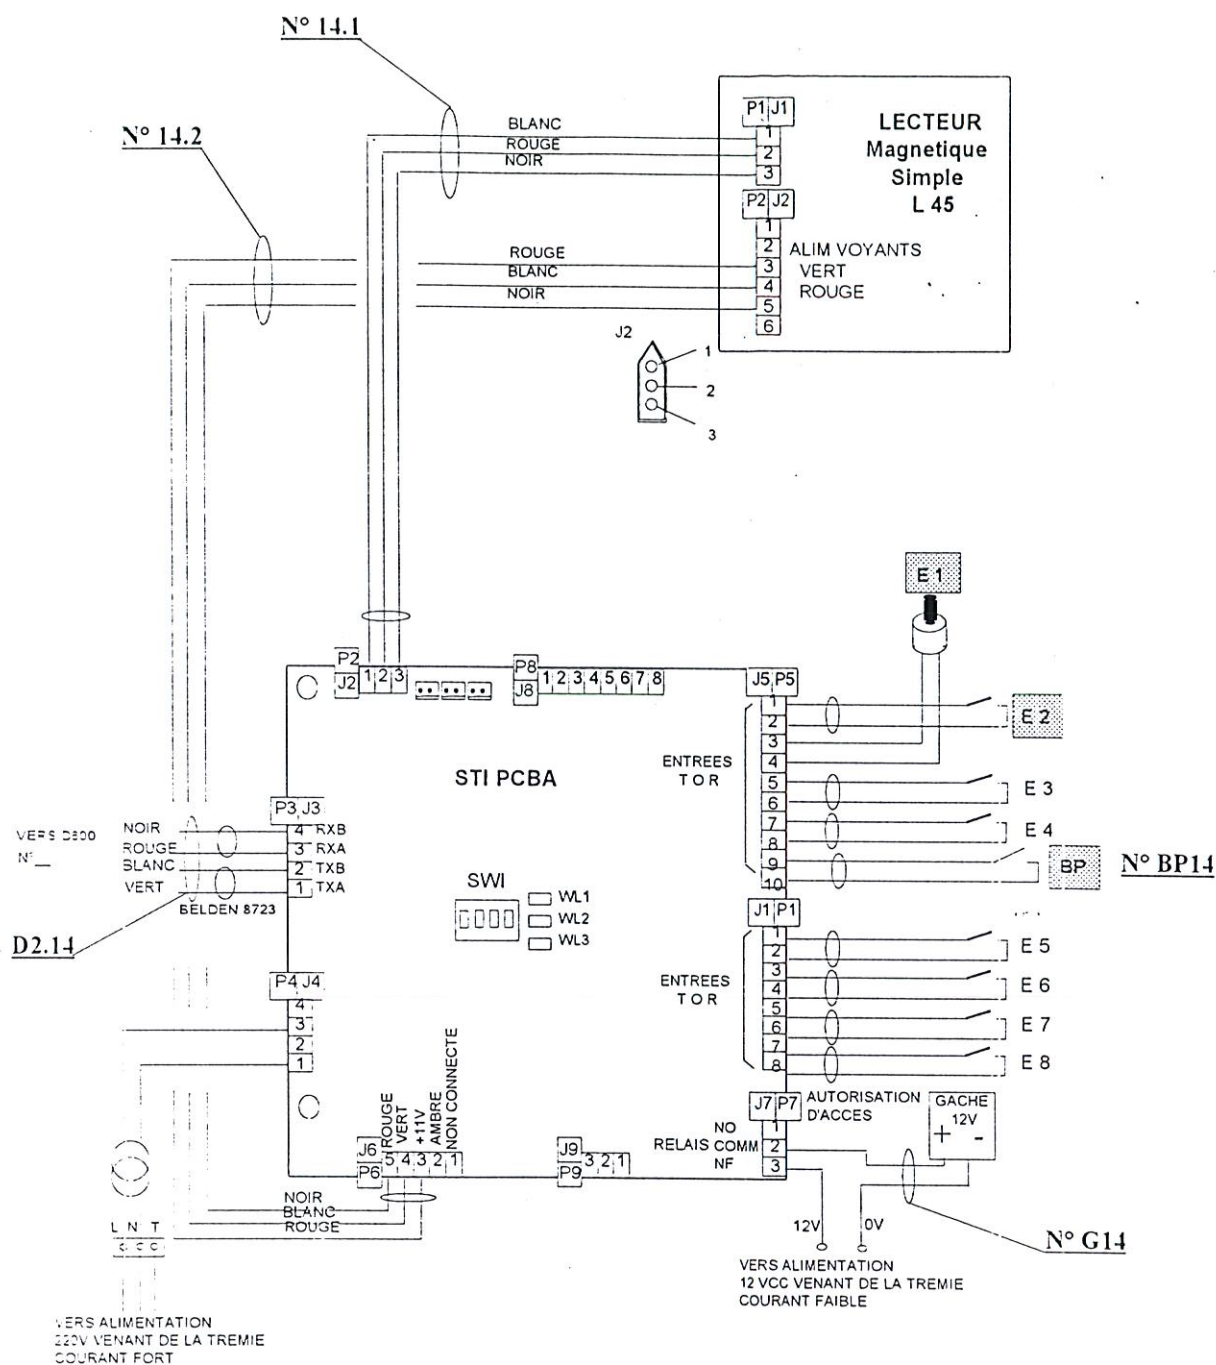 N° 14.1
N° 14.2
BLANC
ROUGE
NOIR
P1 J1
1
2
3
LECTEUR
Magnetique
Simple
L 45
P2 J2
1
2
3
4
5
6
ALIM VOYANTS
VERT
ROUGE
ROUGE
BLANC
NOIR
J2
1
2
3
E 1
P2
J2
1 2 3
P8
J8
1 2 3 4 5 6 7 8
J5 P5
1
2
3
4
5
6
7
8
9
10
ENTREES
T O R
E 2
E 3
E 4
BP
N° BP14
STI PCBA
P3 J3
4 RXB
3 RXA
2 TXB
1 TXA
VERS D800
N°__
NOIR
ROUGE
BLANC
VERT
BELDEN 8723
D2.14
SWI
WL1
WL2
WL3
J1 P1
1
2
3
4
5
6
7
8
ENTREES
T O R
E 5
E 6
E 7
E 8
P4 J4
4
3
2
1
J7 P7
AUTORISATION
D'ACCES
1
2
3
NO
RELAIS COMM
NF
GACHE
12V
+ -
J6
P6
ROUGE
VERT
+11V
AMBRE
NON CONNECTE
5 4 3 2 1
J9
P9
3 2 1
NOIR
BLANC
ROUGE
L N T
12V
0V
N° G14
VERS ALIMENTATION
12 VCC VENANT DE LA TREMIE
COURANT FAIBLE
VERS ALIMENTATION
220V VENANT DE LA TREMIE
COURANT FORT